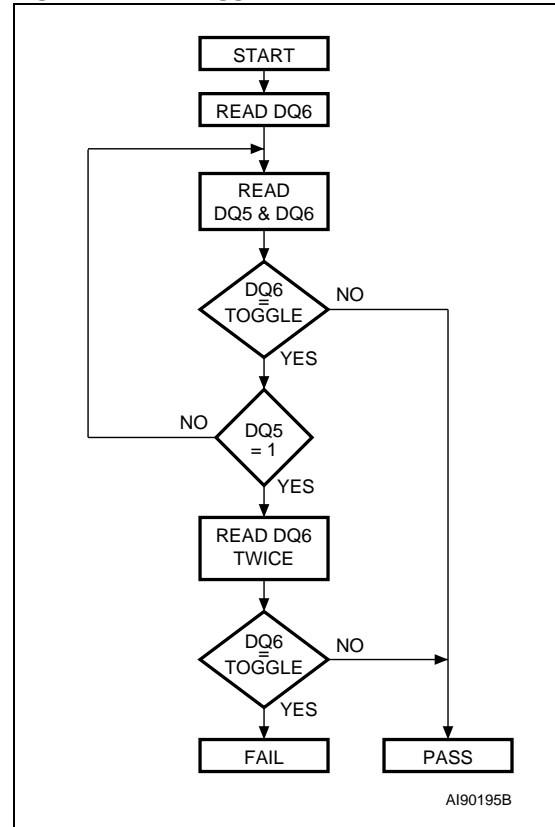 START
READ DQ6
READ
DQ5 & DQ6
DQ6
=
TOGGLE
NO
YES
NO
DQ5
= 1
YES
READ DQ6
TWICE
DQ6
=
TOGGLE
NO
YES
FAIL
PASS
AI90195B